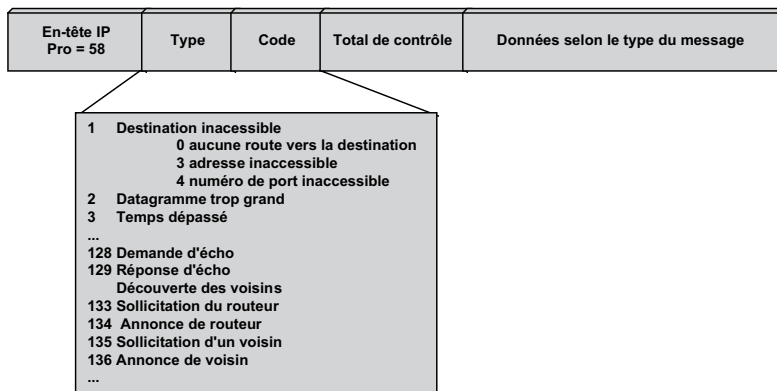 En-tête IP
Pro = 58
Type
Code
Total de contrôle
Données selon le type du message
1 Destination inacessible
0 aucune route vers la destination
3 adresse inaccessible
4 numéro de port inaccessible
2 Datagramme trop grand
3 Temps dépassé
...
128 Demande d'écho
129 Réponse d'écho
Découverte des voisins
133 Sollicitation du routeur
134 Annonce de routeur
135 Sollicitation d'un voisin
136 Annonce de voisin
...